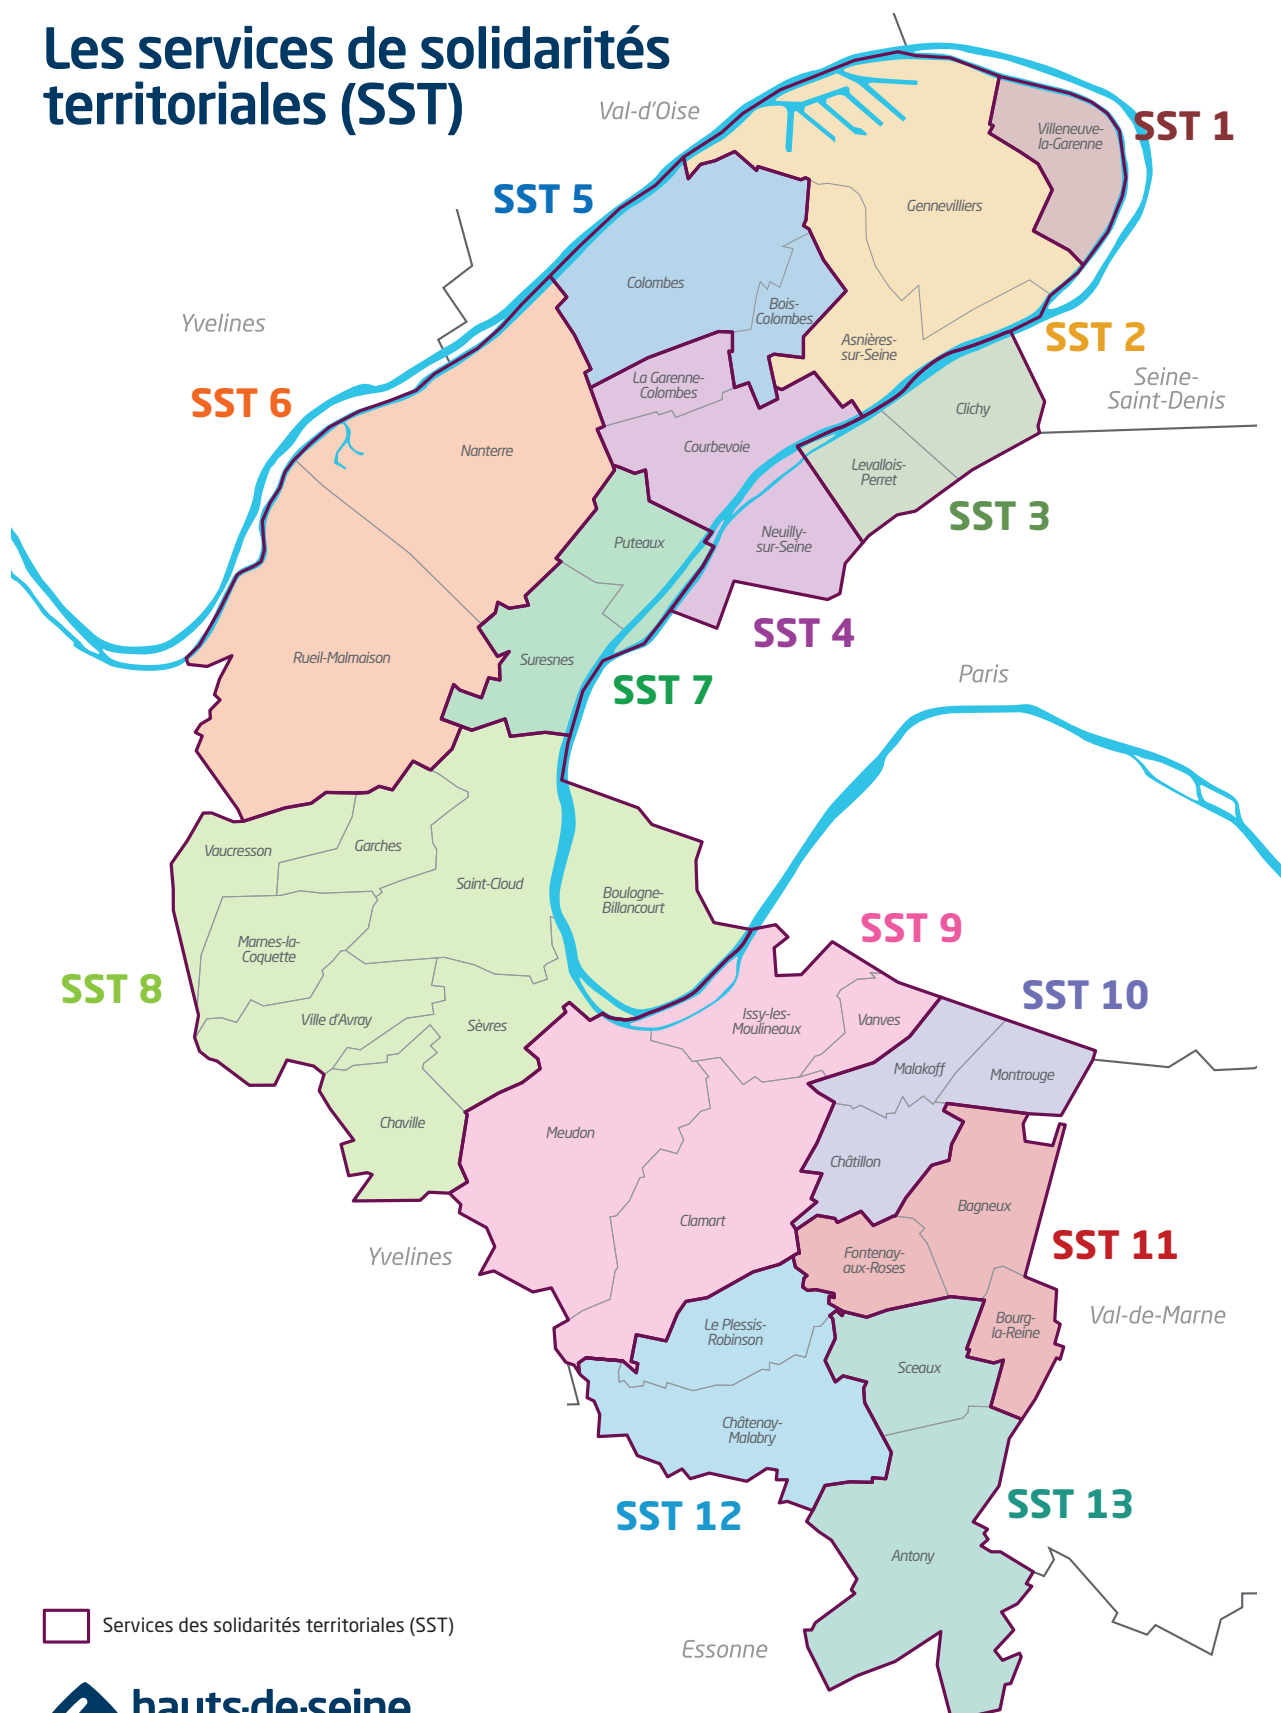 Les services de solidarités
territoriales (SST)
Val-d'Oise
SST 1
Villeneuve-
la-Garenne
SST 5
Gennevilliers
Colombes
Bois-
Colombes
Yvelines
Asnières-
sur-Seine
SST 2
SST 6
La Garenne-
Colombes
Seine-
Saint-Denis
Clichy
Nanterre
Courbevoie
Levallois-
Perret
SST 3
Puteaux
Neuilly-
sur-Seine
SST 4
Rueil-Malmaison
Suresnes
SST 7
Paris
Vaucresson
Garches
Saint-Cloud
Boulogne-
Billancourt
SST 9
Marnes-la-
Coquette
SST 8
SST 10
Ville d'Avray
Sèvres
Issy-les-
Moulineaux
Vanves
Malakoff
Montrouge
Chaville
Meudon
Châtillon
Clamart
Bagneux
Yvelines
Fontenay-
aux-Roses
SST 11
Le Plessis-
Robinson
Bourg-
la-Reine
Val-de-Marne
Sceaux
Châtenay-
Malabry
SST 12
SST 13
Antony
Services des solidarités territoriales (SST)
Essonne
hauts-de-seine